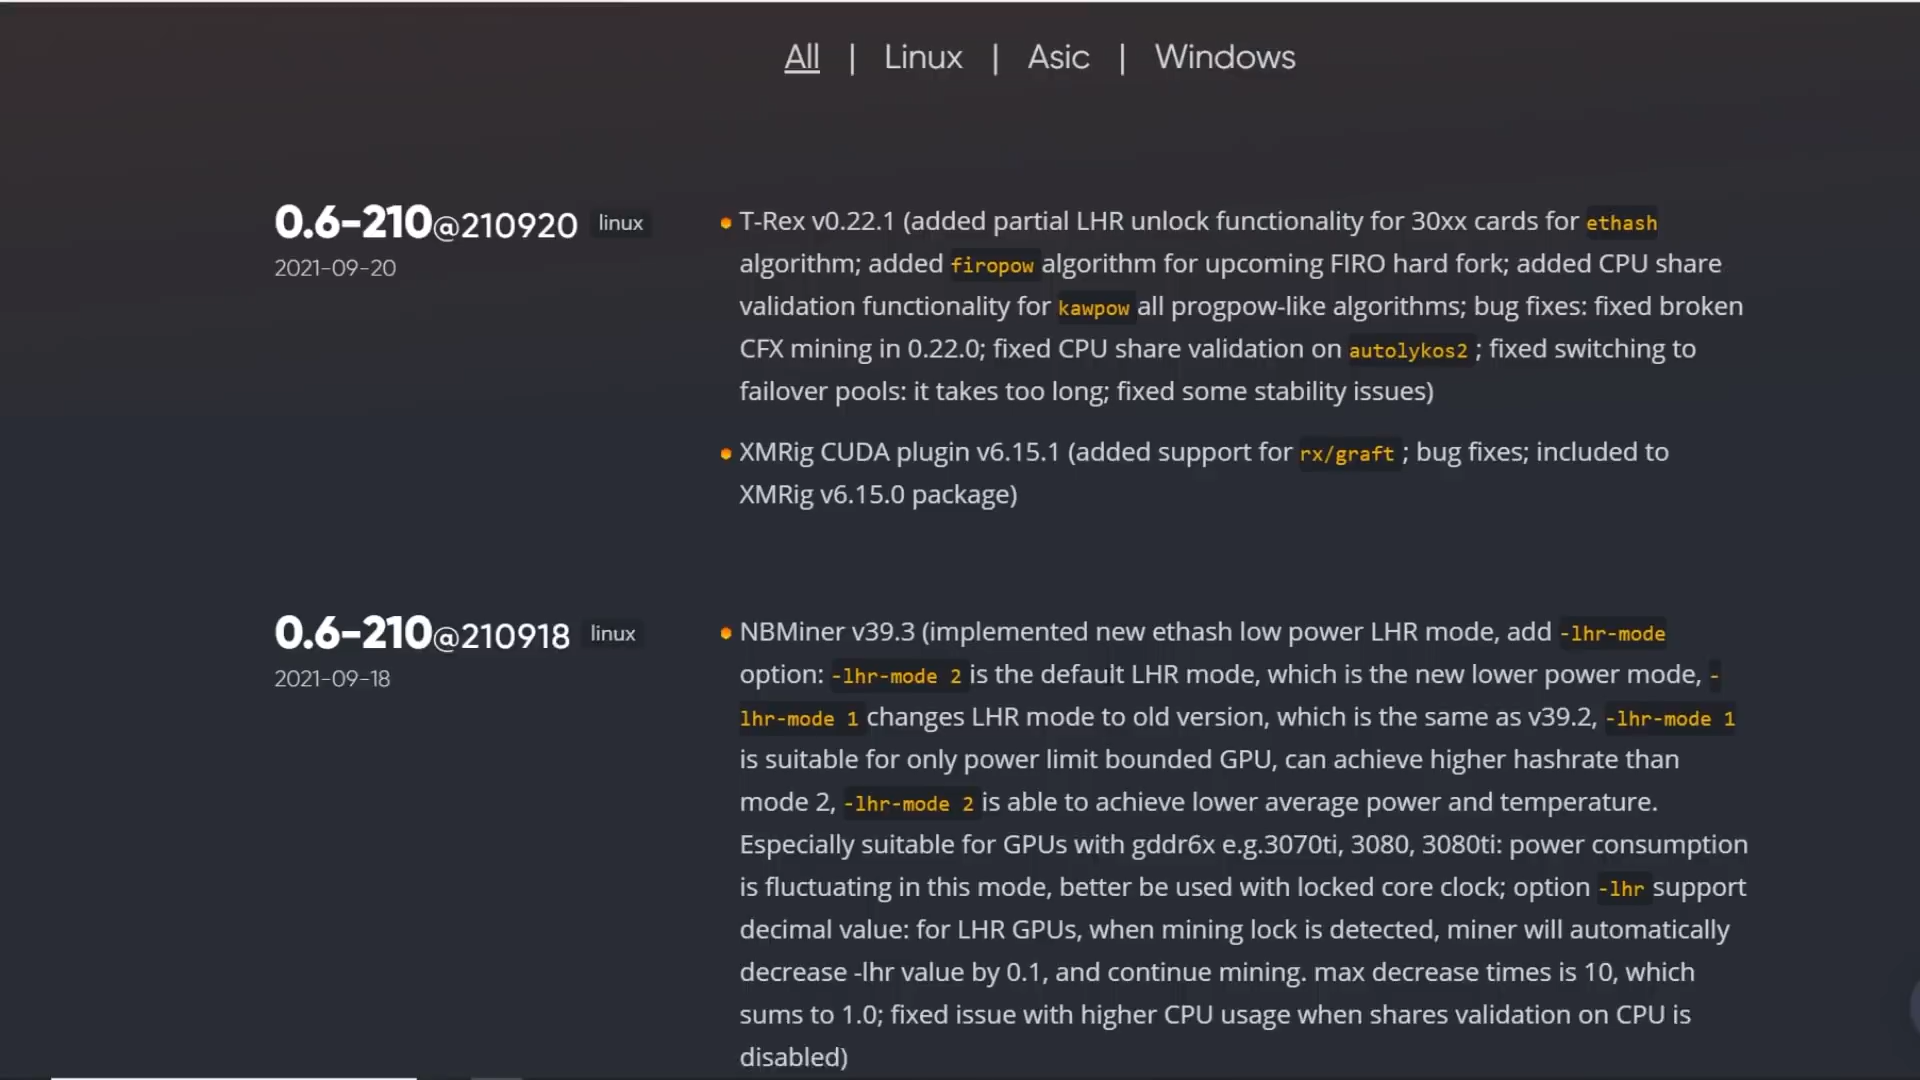 All | Linux | Asic | Windows
0.6-210@210920 linux
2021-09-20
T-Rex v0.22.1 (added partial LHR unlock functionality for 30xx cards for ethash
algorithm; added firopow algorithm for upcoming FIRO hard fork; added CPU share
validation functionality for kawpow all progpow-like algorithms; bug fixes: fixed broken
CFX mining in 0.22.0; fixed CPU share validation on autolykos2 ; fixed switching to
failover pools: it takes too long; fixed some stability issues)
XMRig CUDA plugin v6.15.1 (added support for rx/graft ; bug fixes; included to
XMRig v6.15.0 package)
0.6-210@210918 linux
2021-09-18
NBMiner v39.3 (implemented new ethash low power LHR mode, add -lhr-mode
option: -lhr-mode 2 is the default LHR mode, which is the new lower power mode, -
lhr-mode 1 changes LHR mode to old version, which is the same as v39.2, -lhr-mode 1
is suitable for only power limit bounded GPU, can achieve higher hashrate than
mode 2, -lhr-mode 2 is able to achieve lower average power and temperature.
Especially suitable for GPUs with gddr6x e.g.3070ti, 3080, 3080ti: power consumption
is fluctuating in this mode, better be used with locked core clock; option -lhr support
decimal value: for LHR GPUs, when mining lock is detected, miner will automatically
decrease -lhr value by 0.1, and continue mining. max decrease times is 10, which
sums to 1.0; fixed issue with higher CPU usage when shares validation on CPU is
disabled)